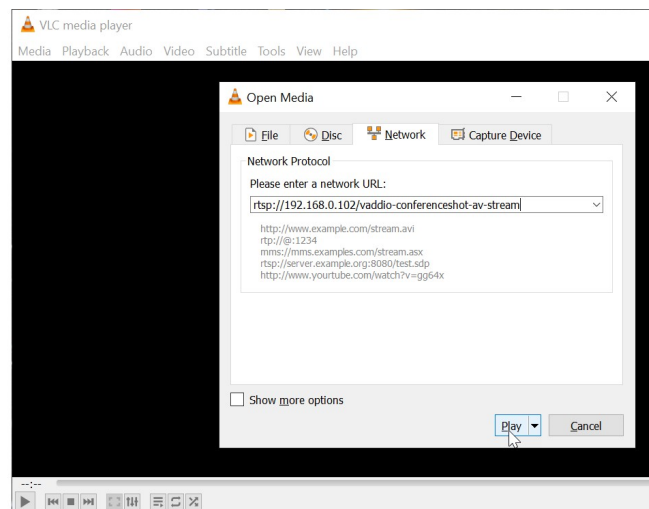 VLC media player
Media Playback Audio Video Subtitle Tools View Help
Open Media
File Disc Network Capture Device
Network Protocol
Please enter a network URL:
rtsp://192.168.0.102/vaddio-conferenceshot-av-stream
http://www.example.com/stream.avi
rtp://@:1234
mms://mms.examples.com/stream.asx
rtsp://server.example.org:8080/test.sdp
http://www.yourtube.com/watch?v=gg64x
Show more options
Play Cancel
--:--